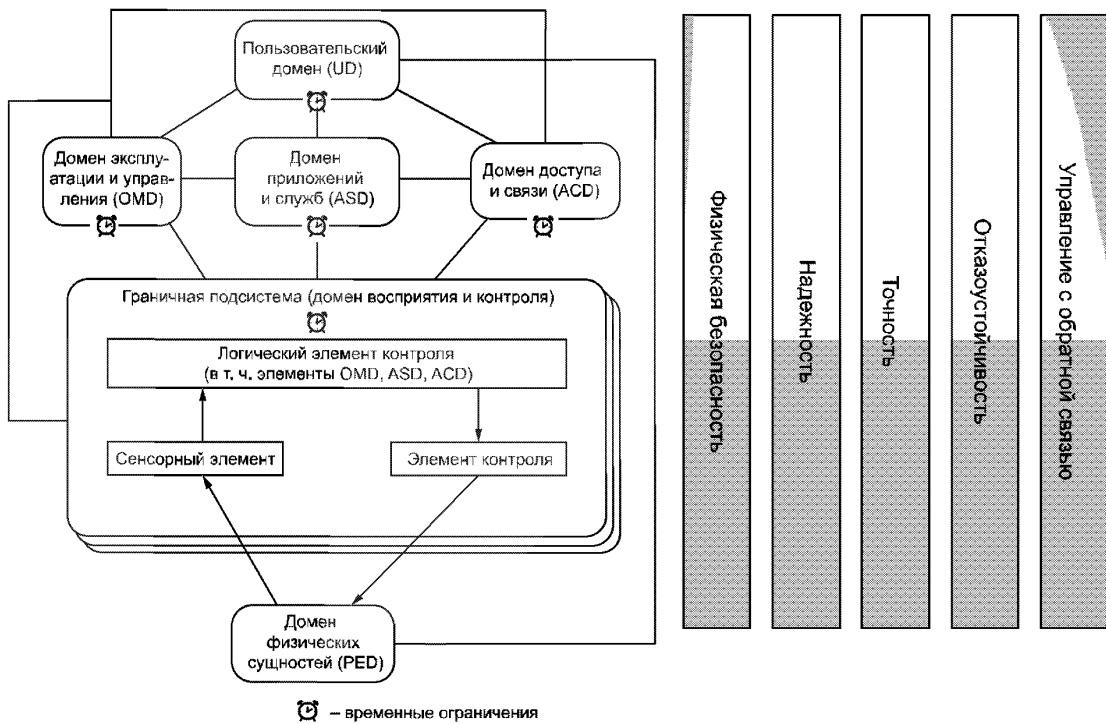 Пользовательский
домен (UD)
Домен эксплу-
атации и управ-
ления (OMD)
Домен
приложений
и служб (ASD)
Домен доступа
и связи (ACD)
Граничная подсистема (домен восприятия и контроля)
Логический элемент контроля
(в т. ч. элементы OMD, ASD, ACD)
Сенсорный элемент
Элемент контроля
Домен
физических
сущностей (PED)
– временные ограничения
Физическая безопасность
Надежность
Точность
Отказоустойчивость
Управление с обратной связью